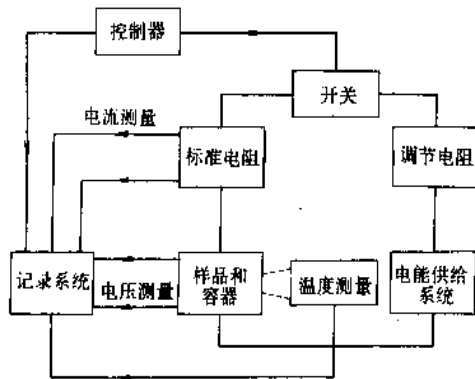 控制器
开关
电流测量
标准电阻
调节电阻
记录系统
电压测量
样品和
容器
温度测量
电能供给
系统